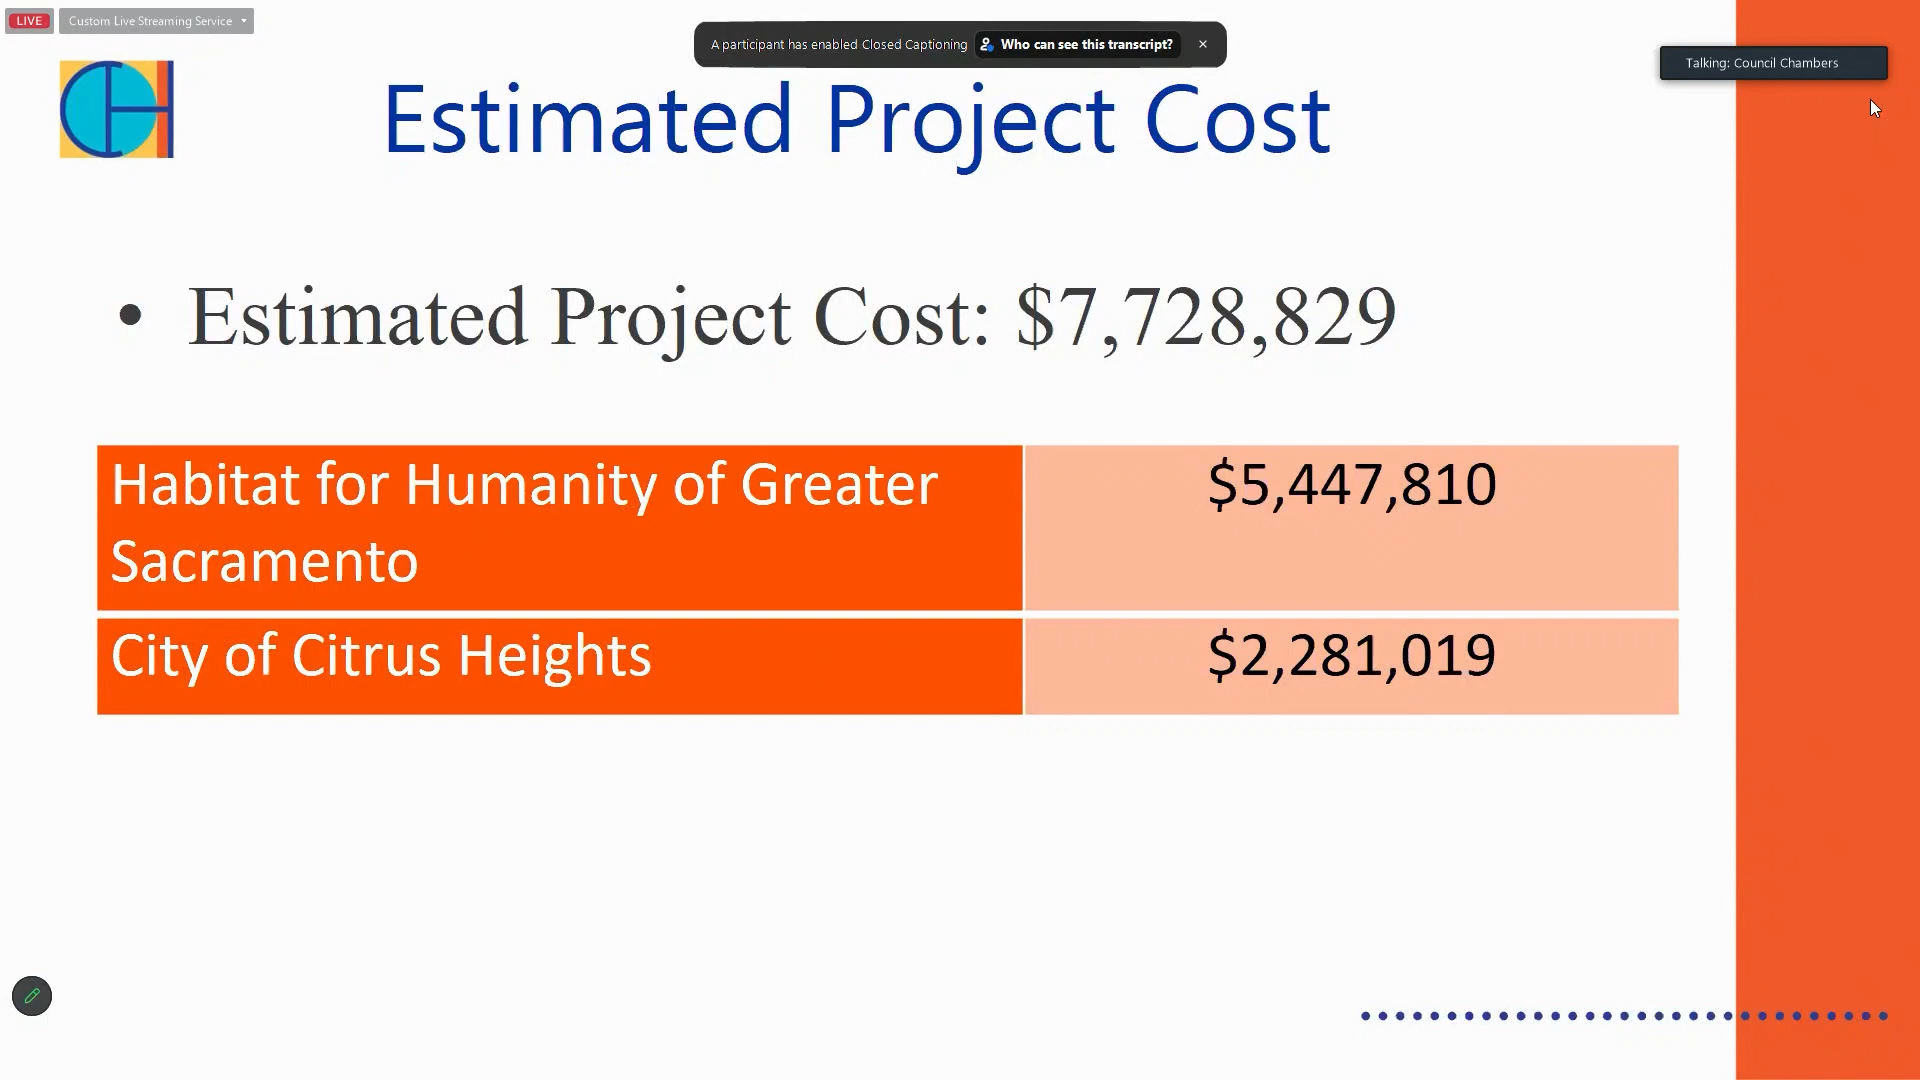 LIVE
Custom Live Streaming Service
A participant has enabled Closed Captioning Who can see this transcript?
Talking: Council Chambers
CH
Estimated Project Cost
• Estimated Project Cost: $7,728,829
Habitat for Humanity of Greater
Sacramento
$5,447,810
City of Citrus Heights
$2,281,019